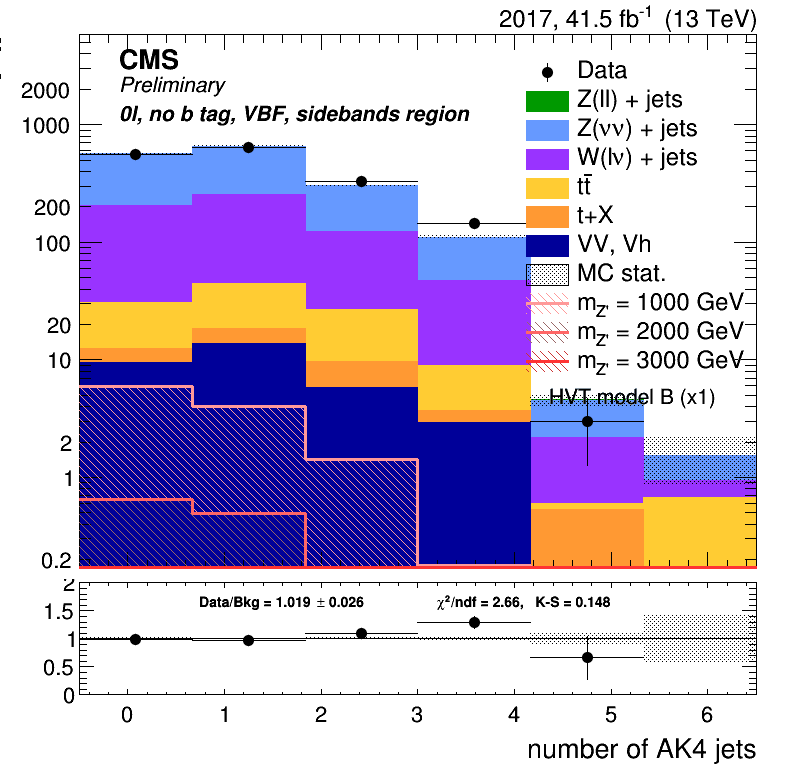 2017, 41.5 fb⁻¹ (13 TeV)
CMS
Preliminary
0l, no b tag, VBF, sidebands region
Data
Z(ll) + jets
Z(νν) + jets
W(lν) + jets
tt̄
t+X
VV, Vh
MC stat.
m_Z' = 1000 GeV
m_Z' = 2000 GeV
m_Z' = 3000 GeV
HVT model B (x1)
2000
1000
200
100
20
10
2
1
0.2
2
1.5
1
0.5
0
Data/Bkg = 1.019 ± 0.026
χ²/ndf = 2.66, K-S = 0.148
0 1 2 3 4 5 6
number of AK4 jets